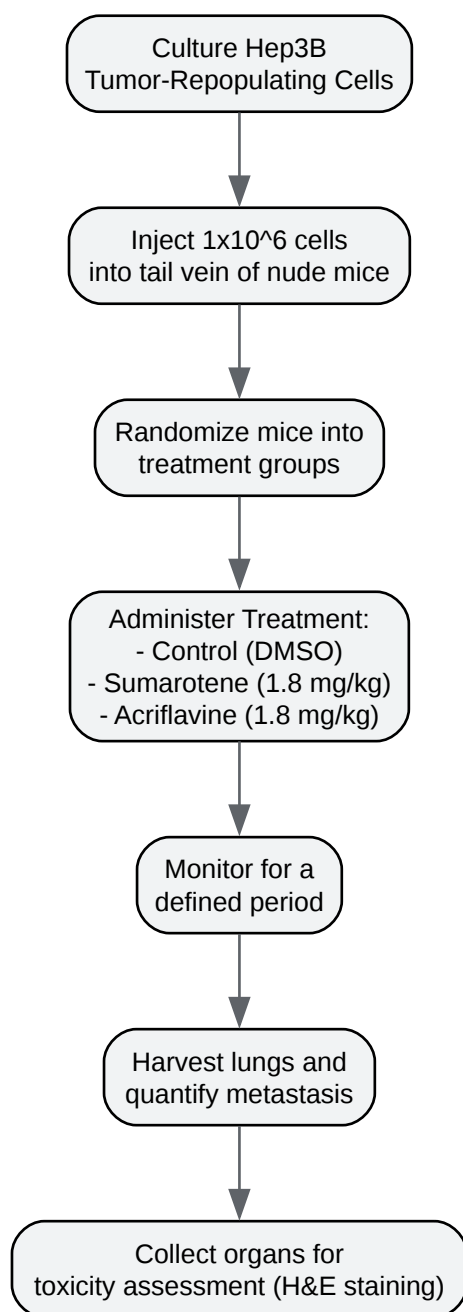 Culture Hep3B
Tumor-Repopulating Cells
Inject 1x10^6 cells
into tail vein of nude mice
Randomize mice into
treatment groups
Administer Treatment:
- Control (DMSO)
- Sumarotene (1.8 mg/kg)
- Acriflavine (1.8 mg/kg)
Monitor for a
defined period
Harvest lungs and
quantify metastasis
Collect organs for
toxicity assessment (H&E staining)